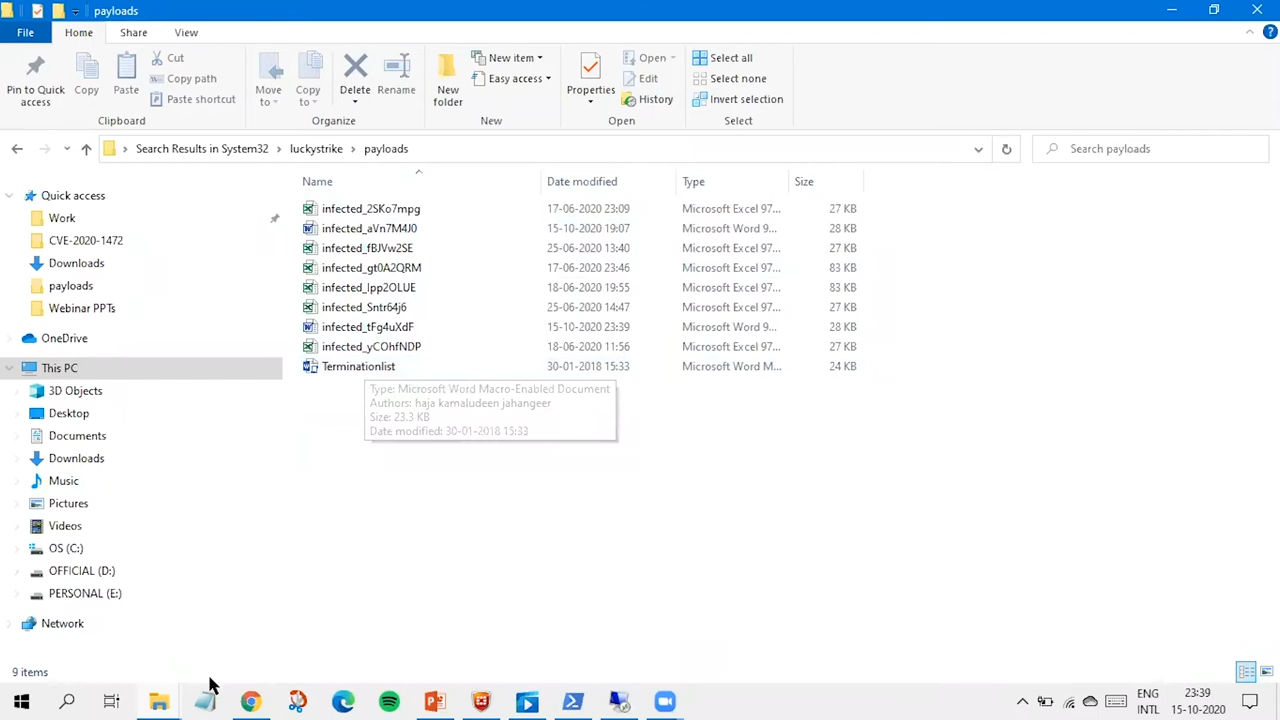 payloads
File Home Share View
Pin to Quick access
Copy
Paste
Cut
Copy path
Paste shortcut
Clipboard
Move to
Copy to
Delete
Rename
Organize
New folder
New item
Easy access
New
Properties
Open
Edit
History
Open
Select all
Select none
Invert selection
Select
Search Results in System32 luckystrike payloads
Search payloads
Name Date modified Type Size
infected_2SKo7mpg 17-06-2020 23:09 Microsoft Excel 97... 27 KB
infected_aVn7M4J0 15-10-2020 19:07 Microsoft Word 9... 28 KB
infected_fBJVw2SE 25-06-2020 13:40 Microsoft Excel 97... 27 KB
infected_gt0A2QRM 17-06-2020 23:46 Microsoft Excel 97... 83 KB
infected_Ipp2OLUE 18-06-2020 19:55 Microsoft Excel 97... 83 KB
infected_Sntr64j6 25-06-2020 14:47 Microsoft Excel 97... 27 KB
infected_tFg4uXdF 15-10-2020 23:39 Microsoft Word 9... 28 KB
infected_yCOhfNDP 18-06-2020 11:56 Microsoft Excel 97... 27 KB
Terminationlist 30-01-2018 15:33 Microsoft Word M... 24 KB
Type: Microsoft Word Macro-Enabled Document
Authors: haja kamaludeen jahangeer
Size: 23.3 KB
Date modified: 30-01-2018 15:33
Quick access
Work
CVE-2020-1472
Downloads
payloads
Webinar PPTs
OneDrive
This PC
3D Objects
Desktop
Documents
Downloads
Music
Pictures
Videos
OS (C:)
OFFICIAL (D:)
PERSONAL (E:)
Network
9 items
ENG
INTL
23:39
15-10-2020